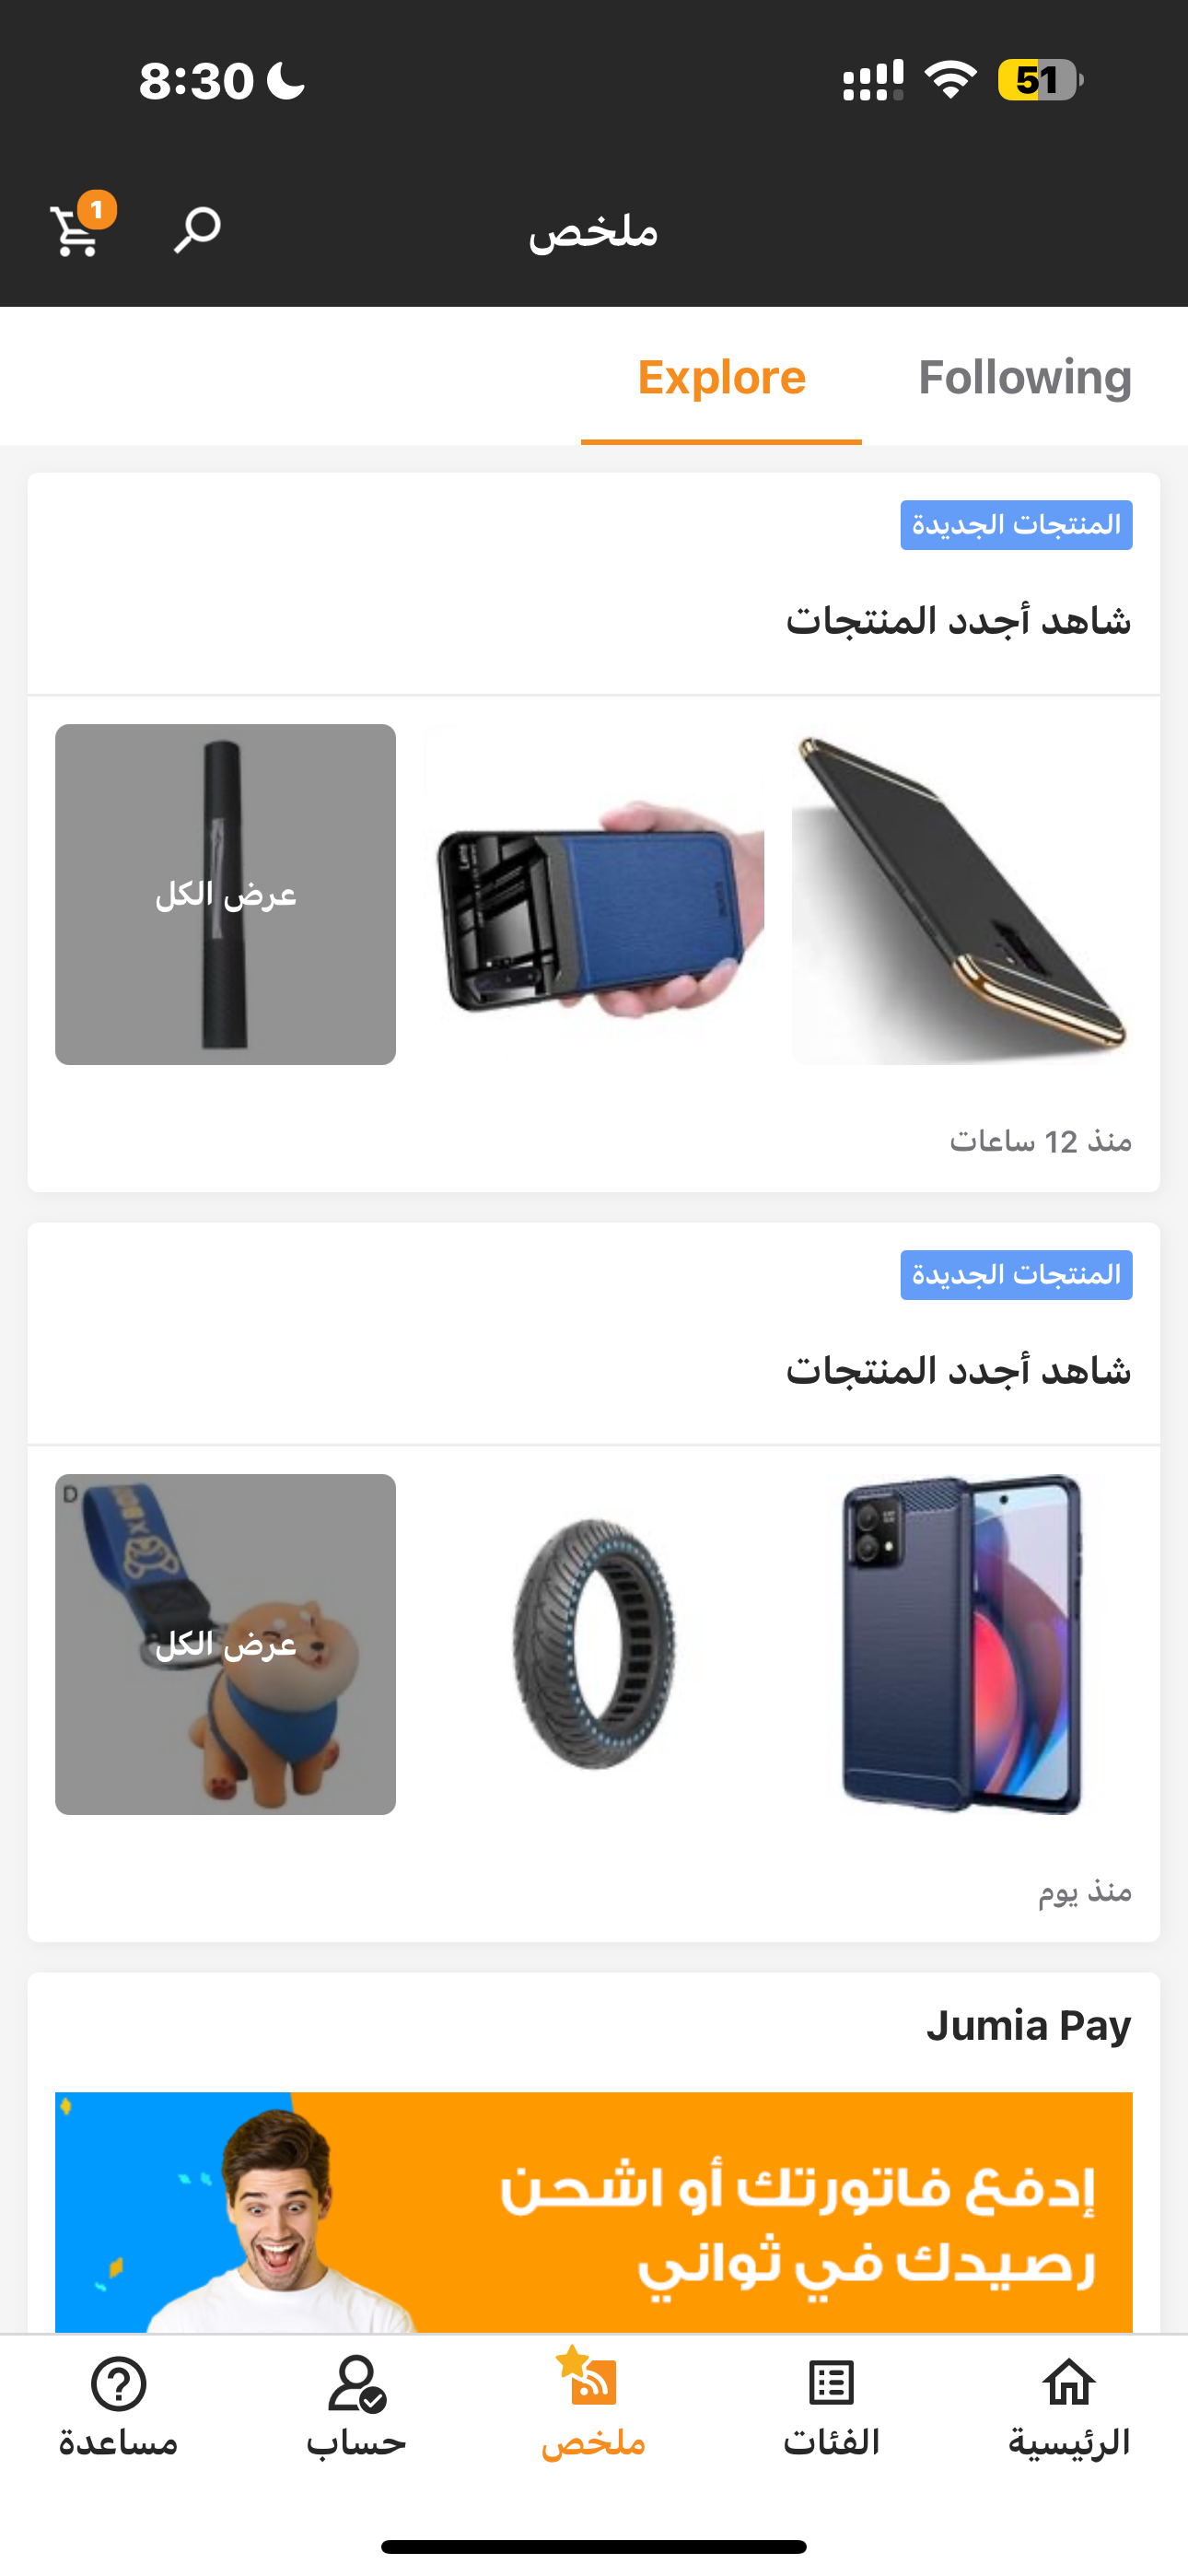 8:30
51
1
ملخص
Following
Explore
المنتجات الجديدة
شاهد أجدد المنتجات
عرض الكل
منذ 12 ساعات
المنتجات الجديدة
شاهد أجدد المنتجات
D
عرض الكل
منذ يوم
Jumia Pay
إدفع فاتورتك أو اشحن
رصيدك في ثواني
الرئيسية
الفئات
ملخص
حساب
مساعدة